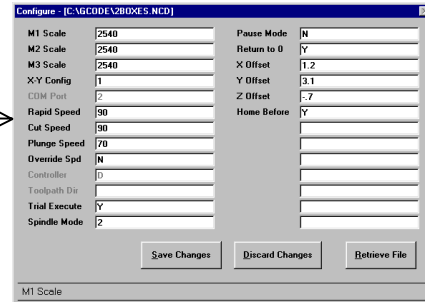 Configure - [C:\GCODE\2BOXES.NCD]
M1 Scale 2540 Pause Mode N
M2 Scale 2540 Return to 0 Y
M3 Scale 2540 X Offset 1.2
X-Y Config 1 Y Offset 3.1
COM Port 2 Z Offset -.7
Rapid Speed 90 Home Before Y
Cut Speed 90
Plunge Speed 70
Override Spd N
Controller D
Toolpath Dir
Trial Execute Y
Spindle Mode 2
Save Changes Discard Changes Retrieve File
M1 Scale